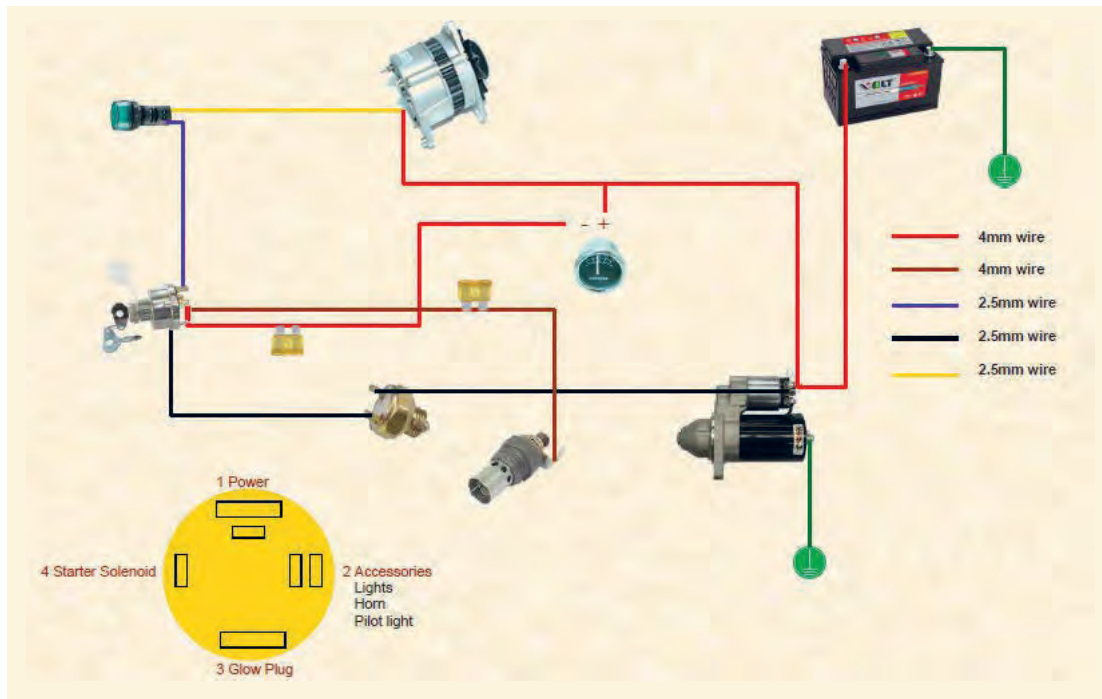 - +
4mm wire
4mm wire
2.5mm wire
2.5mm wire
2.5mm wire
1 Power
4 Starter Solenoid
2 Accessories
Lights
Horn
Pilot light
3 Glow Plug